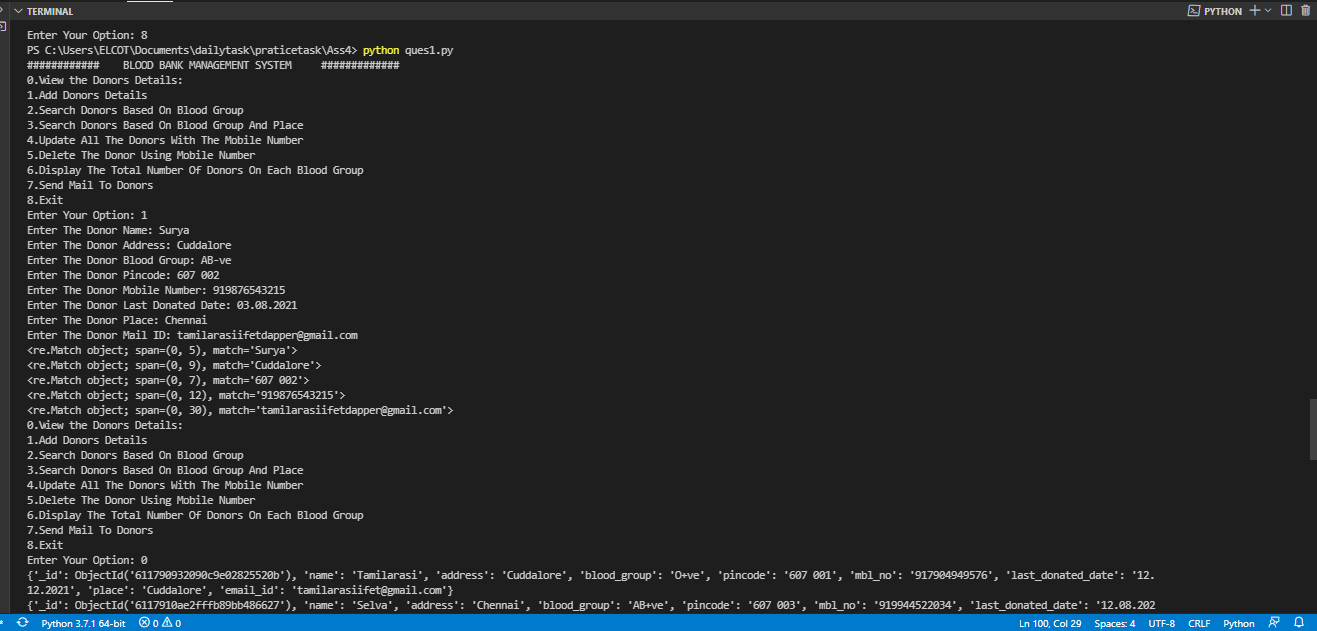 TERMINAL
PYTHON
Enter Your Option: 8
PS C:\Users\ELCOT\Documents\dailytask\praticetask\Ass4> python ques1.py
############    BLOOD BANK MANAGEMENT SYSTEM     #############
0.View the Donors Details:
1.Add Donors Details
2.Search Donors Based On Blood Group
3.Search Donors Based On Blood Group And Place
4.Update All The Donors With The Mobile Number
5.Delete The Donor Using Mobile Number
6.Display The Total Number Of Donors On Each Blood Group
7.Send Mail To Donors
8.Exit
Enter Your Option: 1
Enter The Donor Name: Surya
Enter The Donor Address: Cuddalore
Enter The Donor Blood Group: AB-ve
Enter The Donor Pincode: 607 002
Enter The Donor Mobile Number: 919876543215
Enter The Donor Last Donated Date: 03.08.2021
Enter The Donor Place: Chennai
Enter The Donor Mail ID: tamilarasiifetdapper@gmail.com
<re.Match object; span=(0, 5), match='Surya'>
<re.Match object; span=(0, 9), match='Cuddalore'>
<re.Match object; span=(0, 7), match='607 002'>
<re.Match object; span=(0, 12), match='919876543215'>
<re.Match object; span=(0, 30), match='tamilarasiifetdapper@gmail.com'>
0.View the Donors Details:
1.Add Donors Details
2.Search Donors Based On Blood Group
3.Search Donors Based On Blood Group And Place
4.Update All The Donors With The Mobile Number
5.Delete The Donor Using Mobile Number
6.Display The Total Number Of Donors On Each Blood Group
7.Send Mail To Donors
8.Exit
Enter Your Option: 0
{'_id': ObjectId('611790932090c9e02825520b'), 'name': 'Tamilarasi', 'address': 'Cuddalore', 'blood_group': 'O+ve', 'pincode': '607 001', 'mbl_no': '917904949576', 'last_donated_date': '12.
12.2021', 'place': 'Cuddalore', 'email_id': 'tamilarasiifet@gmail.com'}
{'_id': ObjectId('6117910ae2fffb89bb486627'), 'name': 'Selva', 'address': 'Chennai', 'blood_group': 'AB+ve', 'pincode': '607 003', 'mbl_no': '919944522034', 'last_donated_date': '12.08.202
Python 3.7.1 64-bit 0 0 Ln 100, Col 29 Spaces: 4 UTF-8 CRLF Python